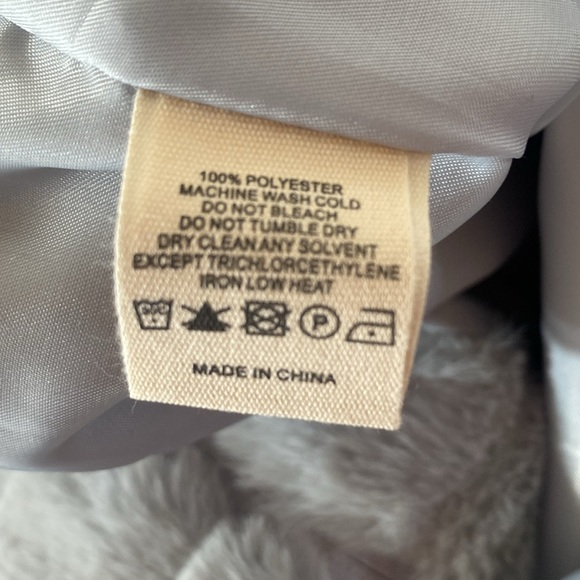 100% POLYESTER
MACHINE WASH COLD
DO NOT BLEACH
DO NOT TUMBLE DRY
DRY CLEAN ANY SOLVENT
EXCEPT TRICHLORCETHYLENE
IRON LOW HEAT
P
MADE IN CHINA